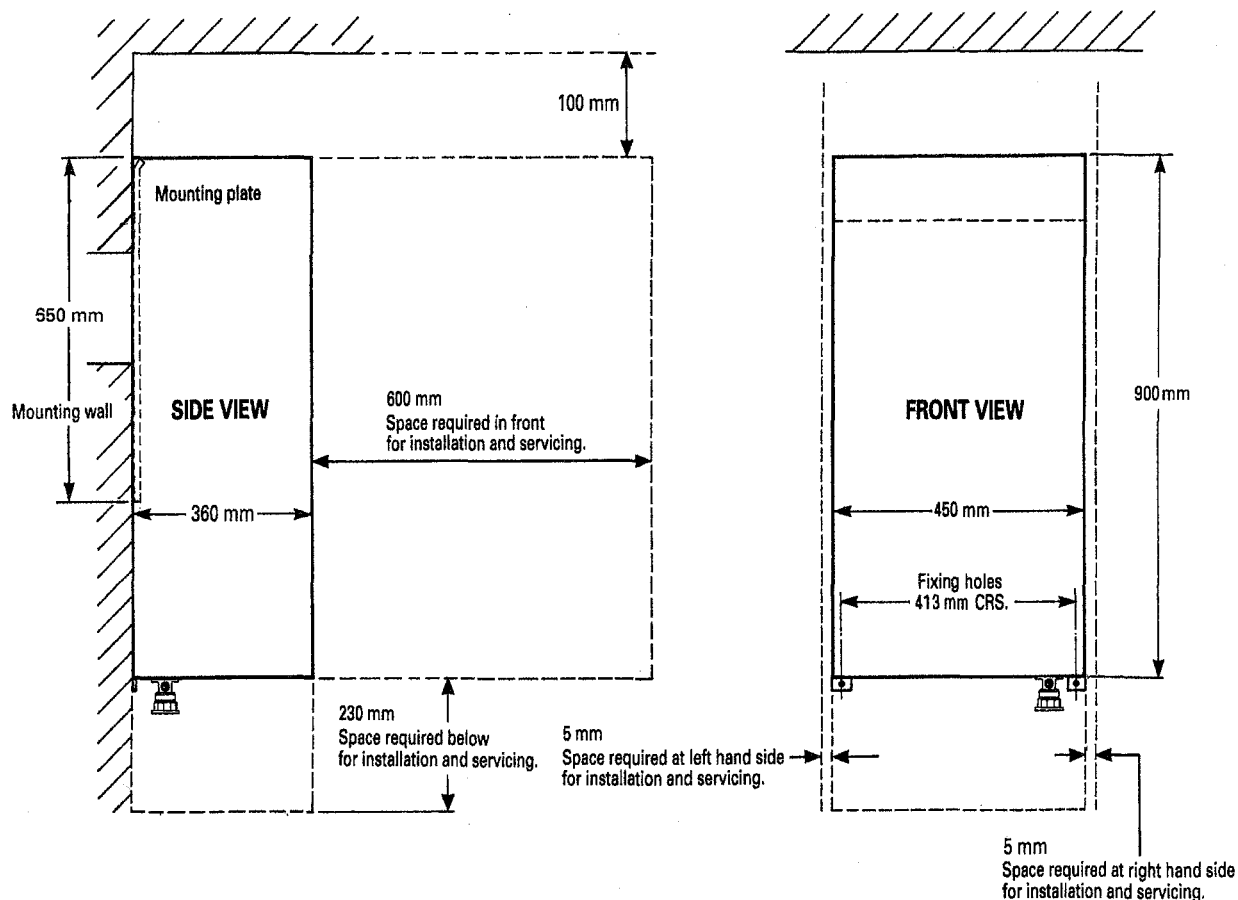 100 mm
Mounting plate
650 mm
Mounting wall
SIDE VIEW
600 mm
Space required in front
for installation and servicing.
360 mm
230 mm
Space required below
for installation and servicing.
FRONT VIEW
900 mm
450 mm
Fixing holes
413 mm CRS.
5 mm
Space required at left hand side
for installation and servicing.
5 mm
Space required at right hand side
for installation and servicing.